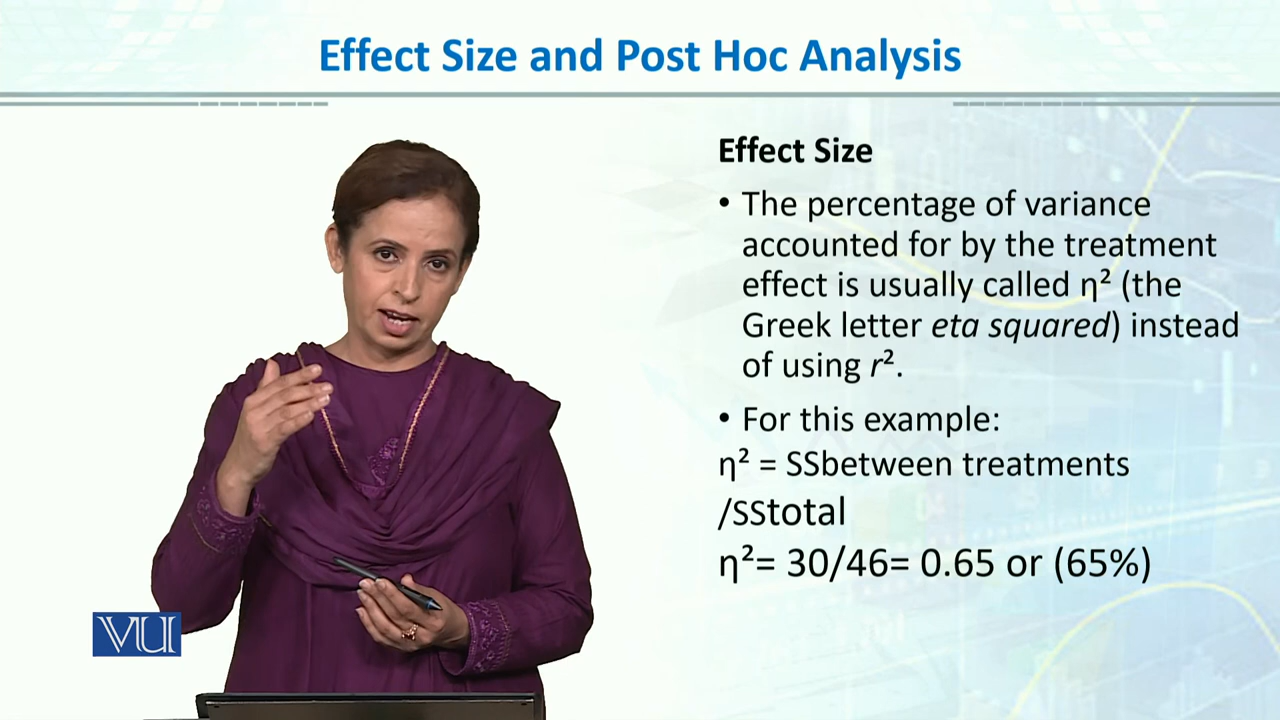 Effect Size and Post Hoc Analysis
Effect Size
• The percentage of variance
accounted for by the treatment
effect is usually called η² (the
Greek letter eta squared) instead
of using r².
• For this example:
η² = SSbetween treatments
/SStotal
η²= 30/46= 0.65 or (65%)
VU